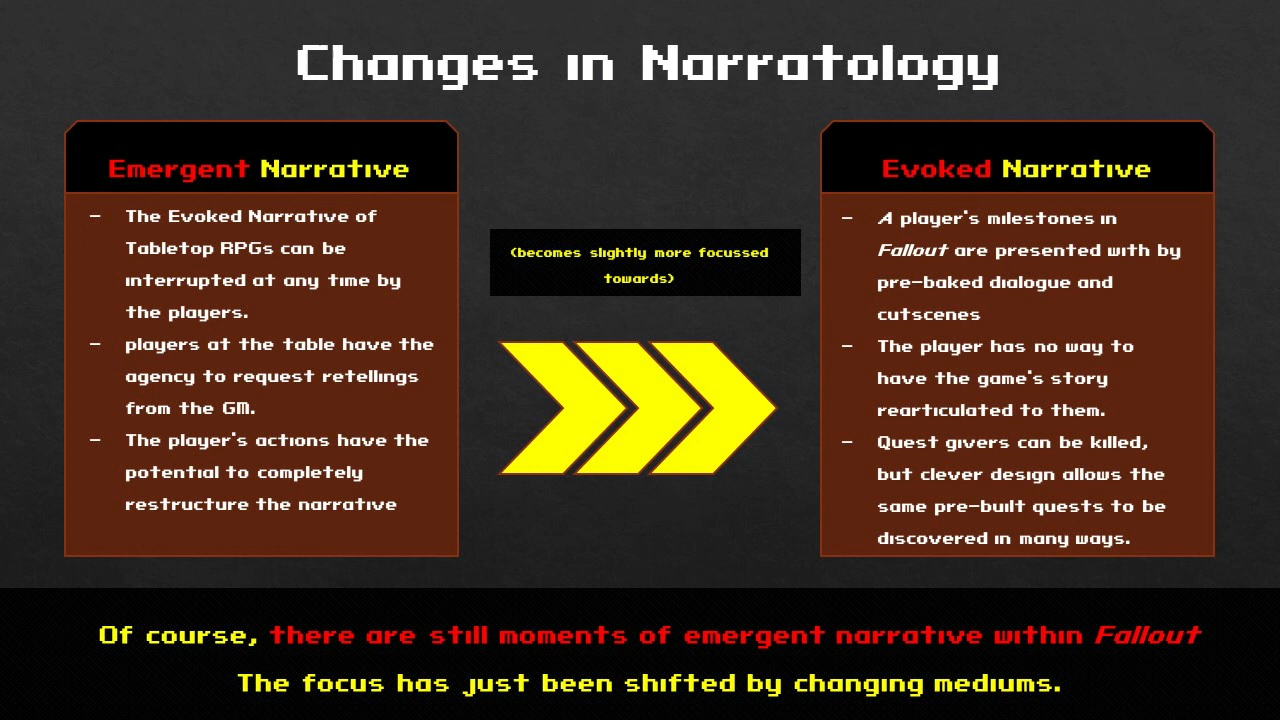 Changes in Narratology
Emergent Narrative
– The Evoked Narrative of
Tabletop RPGs can be
interrupted at any time by
the players.
– players at the table have the
agency to request retellings
from the GM.
– The player's actions have the
potential to completely
restructure the narrative
(becomes slightly more focussed
towards)
Evoked Narrative
– A player's milestones in
Fallout are presented with by
pre-baked dialogue and
cutscenes
– The player has no way to
have the game's story
rearticulated to them.
– Quest givers can be killed,
but clever design allows the
same pre-built quests to be
discovered in many ways.
Of course, there are still moments of emergent narrative within Fallout
The focus has just been shifted by changing mediums.